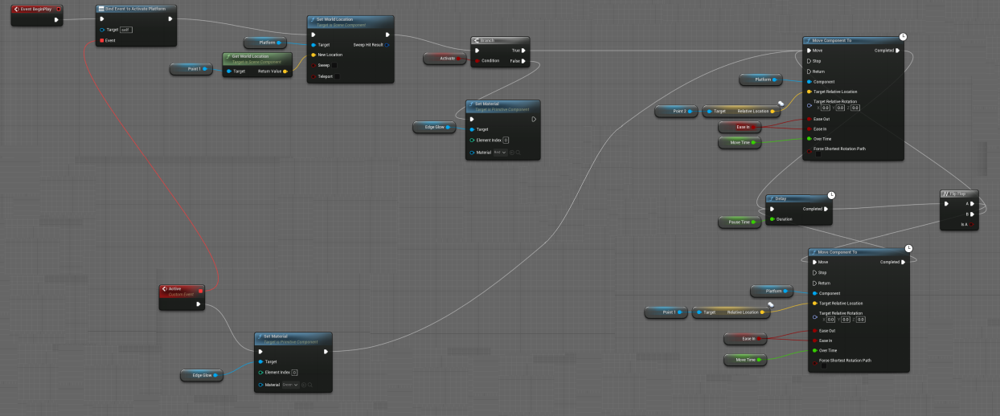 Event BeginPlay
Bind Event to Activate Platform
Target self
Event
Platform
Get World Location
Target is Scene Component
Point 1
Target Return Value
Set World Location
Target is Scene Component
Target Sweep Hit Result
New Location
Sweep
Teleport
Branch
True
Activate
Condition False
Set Material
Target is Primitive Component
Edge Glow
Target
Element Index 0
Material Red
Move Component To
Move Completed
Stop
Return
Platform
Component
Target Relative Location
Point 2
Target Relative Location
Target Relative Rotation
X 0.0 Y 0.0 Z 0.0
Ease In
Ease Out
Ease In
Move Time
Over Time
Force Shortest Rotation Path
Delay
Completed
Pause Time
Duration
Flip Flop
A
B
Is A
Move Component To
Move Completed
Stop
Return
Platform
Component
Target Relative Location
Point 1
Target Relative Location
Target Relative Rotation
X 0.0 Y 0.0 Z 0.0
Ease In
Ease Out
Ease In
Move Time
Over Time
Force Shortest Rotation Path
Active
Custom Event
Set Material
Target is Primitive Component
Target
Edge Glow
Element Index 0
Material Green